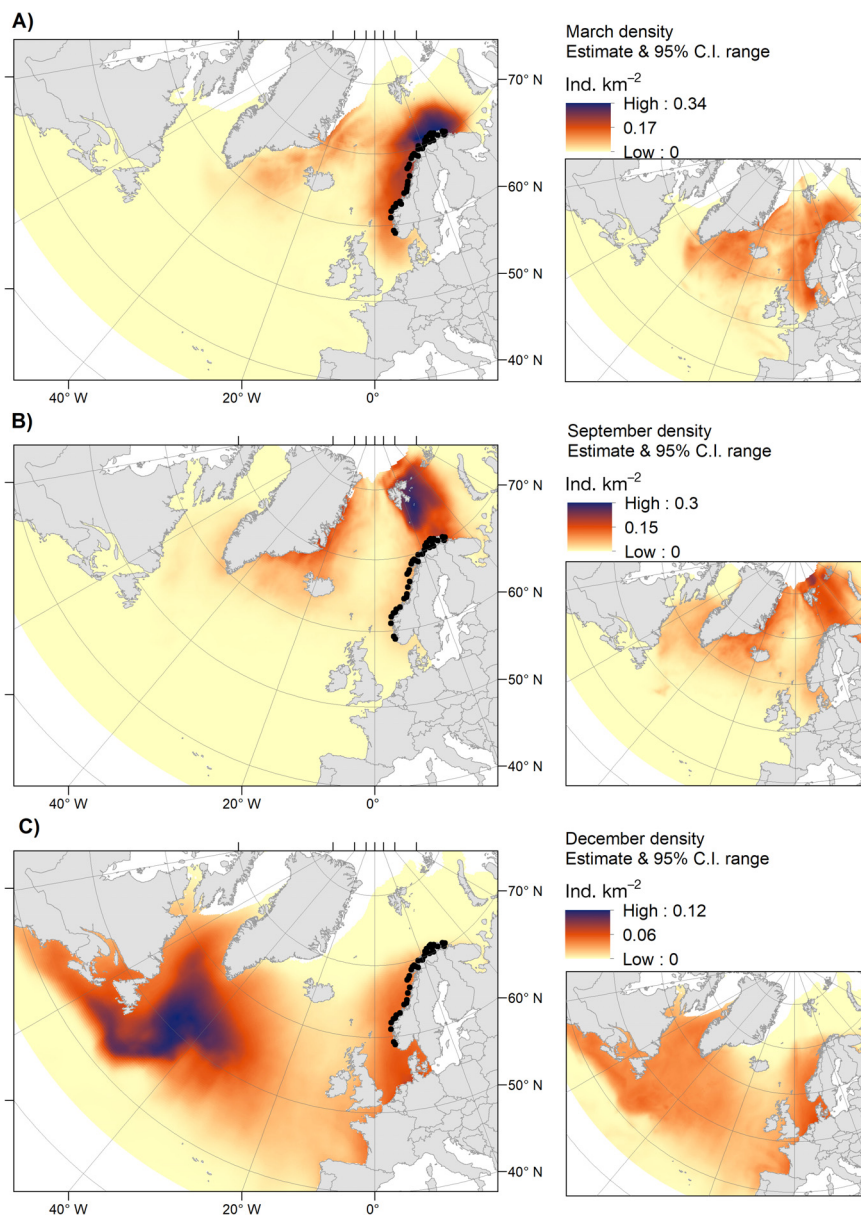 A)
March density
Estimate & 95% C.I. range
Ind. km⁻²
High : 0.34
0.17
Low : 0
70° N
60° N
50° N
40° N
40° W
20° W
0°
B)
September density
Estimate & 95% C.I. range
Ind. km⁻²
High : 0.3
0.15
Low : 0
70° N
60° N
50° N
40° N
40° W
20° W
0°
C)
December density
Estimate & 95% C.I. range
Ind. km⁻²
High : 0.12
0.06
Low : 0
70° N
60° N
50° N
40° N
40° W
20° W
0°